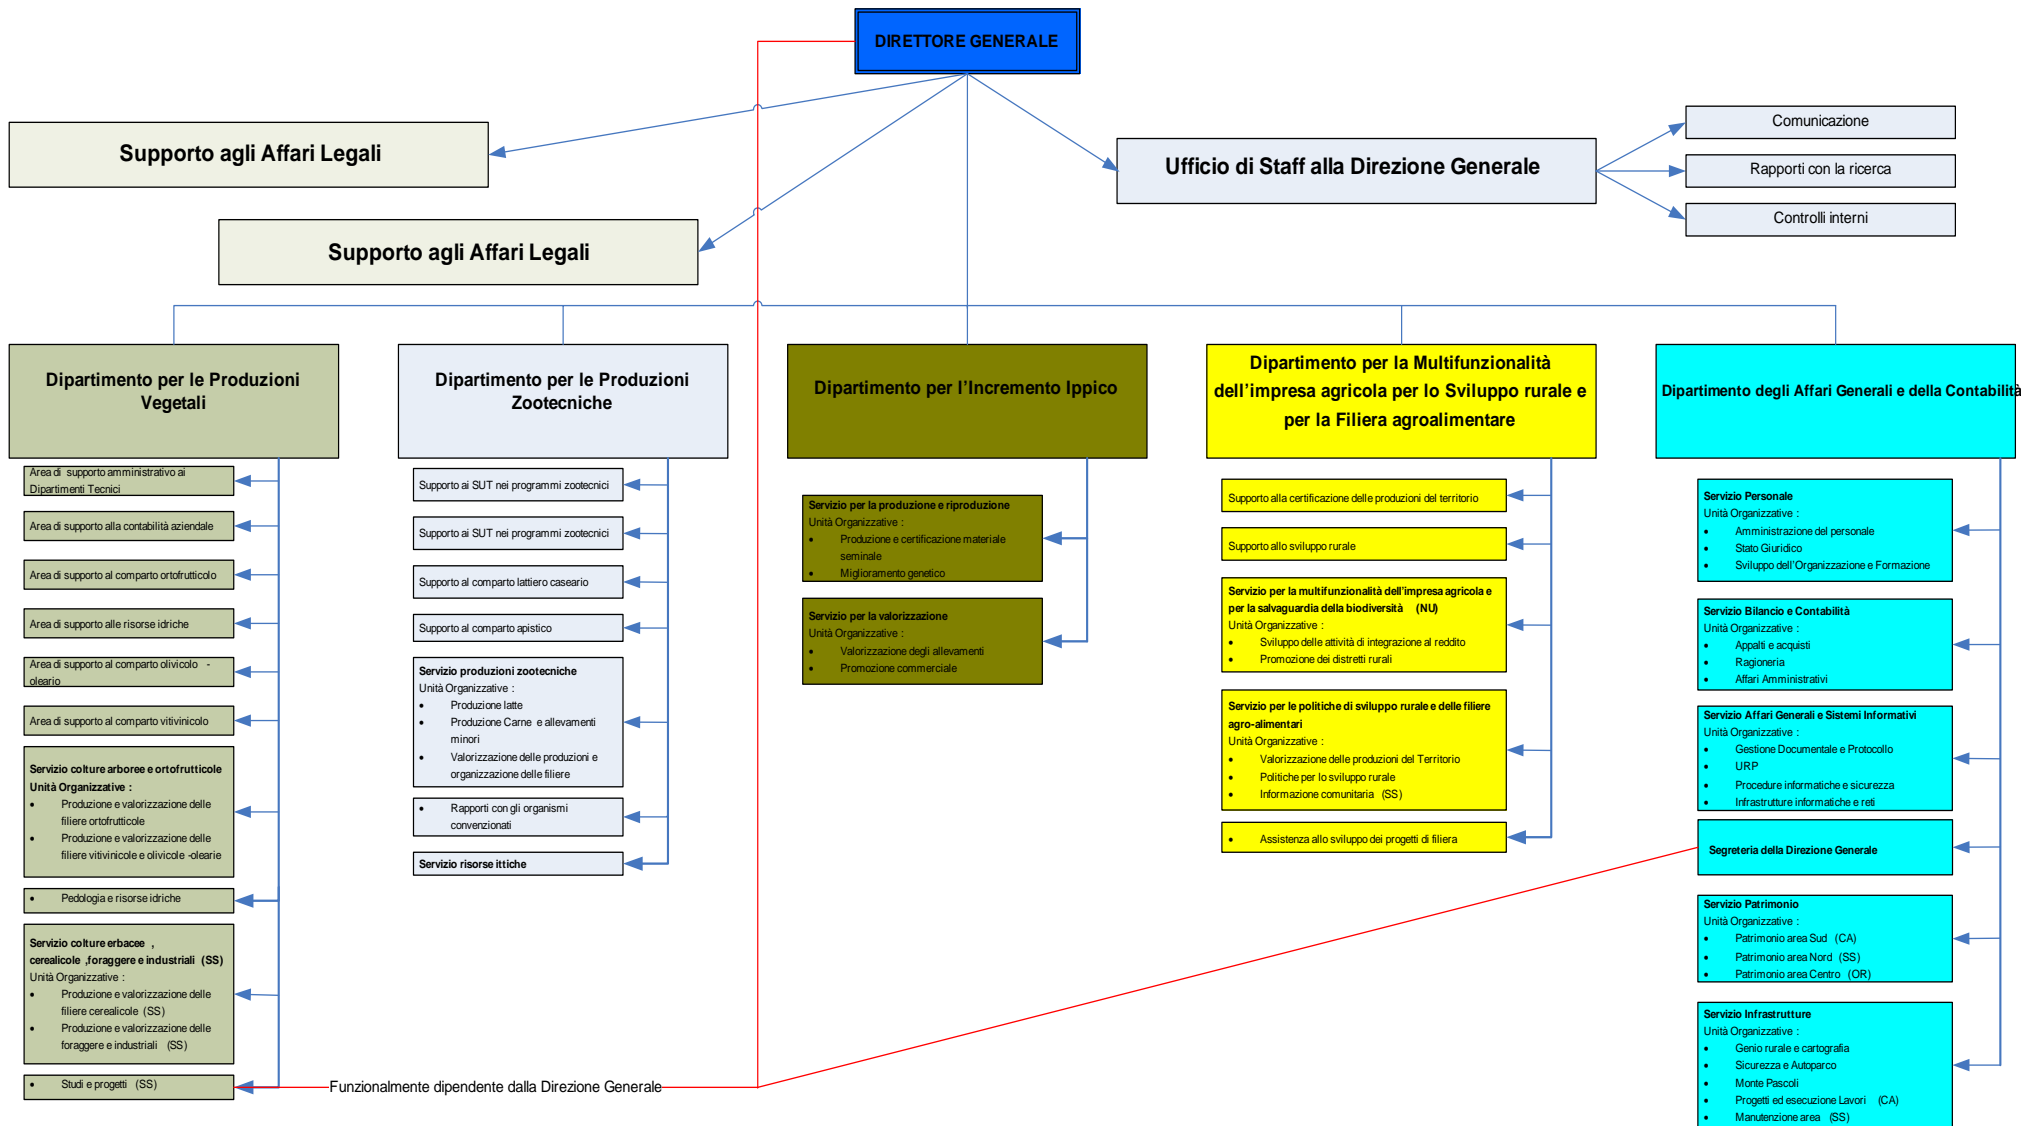 DIRETTORE GENERALE
Supporto agli Affari Legali
Supporto agli Affari Legali
Ufficio di Staff alla Direzione Generale
Comunicazione
Rapporti con la ricerca
Controlli interni
Dipartimento per le Produzioni
Vegetali
Area di supporto amministrativo ai
Dipartimenti Tecnici
Area di supporto alla contabilità aziendale
Area di supporto al comparto ortofrutticolo
Area di supporto alle risorse idriche
Area di supporto al comparto olivicolo -
oleario
Area di supporto al comparto vitivinicolo
Servizio colture arboree e ortofrutticole
Unità Organizzative :
• Produzione e valorizzazione delle
filiere ortofrutticole
• Produzione e valorizzazione delle
filiere vitivinicole e olivicole -olearie
• Pedologia e risorse idriche
Servizio colture erbacee ,
cerealicole ,foraggere e industriali (SS)
Unità Organizzative :
• Produzione e valorizzazione delle
filiere cerealicole (SS)
• Produzione e valorizzazione delle
foraggere e industriali (SS)
• Studi e progetti (SS)
Funzionalmente dipendente dalla Direzione Generale
Dipartimento per le Produzioni
Zootecniche
Supporto ai SUT nei programmi zootecnici
Supporto ai SUT nei programmi zootecnici
Supporto al comparto lattiero caseario
Supporto al comparto apistico
Servizio produzioni zootecniche
Unità Organizzative :
• Produzione latte
• Produzione Carne e allevamenti
minori
• Valorizzazione delle produzioni e
organizzazione delle filiere
• Rapporti con gli organismi
convenzionati
Servizio risorse ittiche
Dipartimento per l'Incremento Ippico
Servizio per la produzione e riproduzione
Unità Organizzative :
• Produzione e certificazione materiale
seminale
• Miglioramento genetico
Servizio per la valorizzazione
Unità Organizzative :
• Valorizzazione degli allevamenti
• Promozione commerciale
Dipartimento per la Multifunzionalità
dell'impresa agricola per lo Sviluppo rurale e
per la Filiera agroalimentare
Supporto alla certificazione delle produzioni del territorio
Supporto allo sviluppo rurale
Servizio per la multifunzionalità dell'impresa agricola e
per la salvaguardia della biodiversità (NU)
Unità Organizzative :
• Sviluppo delle attività di integrazione al reddito
• Promozione dei distretti rurali
Servizio per le politiche di sviluppo rurale e delle filiere
agro-alimentari
Unità Organizzative :
• Valorizzazione delle produzioni del Territorio
• Politiche per lo sviluppo rurale
• Informazione comunitaria (SS)
• Assistenza allo sviluppo dei progetti di filiera
Dipartimento degli Affari Generali e della Contabilità
Servizio Personale
Unità Organizzative :
• Amministrazione del personale
• Stato Giuridico
• Sviluppo dell'Organizzazione e Formazione
Servizio Bilancio e Contabilità
Unità Organizzative :
• Appalti e acquisti
• Ragioneria
• Affari Amministrativi
Servizio Affari Generali e Sistemi Informativi
Unità Organizzative :
• Gestione Documentale e Protocollo
• URP
• Procedure informatiche e sicurezza
• Infrastrutture informatiche e reti
Segreteria della Direzione Generale
Servizio Patrimonio
Unità Organizzative :
• Patrimonio area Sud (CA)
• Patrimonio area Nord (SS)
• Patrimonio area Centro (OR)
Servizio Infrastrutture
Unità Organizzative :
• Genio rurale e cartografia
• Sicurezza e Autoparco
• Monte Pascoli
• Progetti ed esecuzione Lavori (CA)
• Manutenzione area (SS)